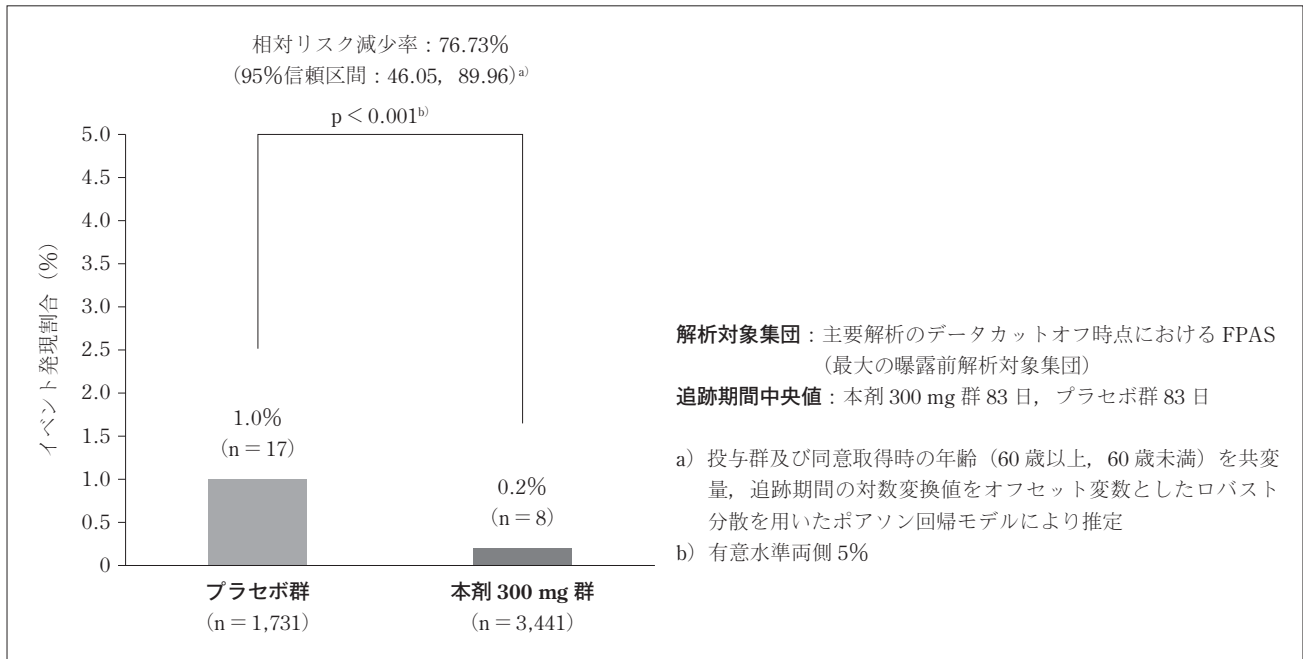 相対リスク減少率：76.73%
（95%信頼区間：46.05，89.96）a)
p＜0.001b)
イベント発現割合（%）
5.0
4.5
4.0
3.5
3.0
2.5
2.0
1.5
1.0
0.5
0
1.0%
（n＝17）
0.2%
（n＝8）
プラセボ群
（n＝1,731）
本剤 300 mg 群
（n＝3,441）
解析対象集団：主要解析のデータカットオフ時点における FPAS
（最大の曝露前解析対象集団）
追跡期間中央値：本剤 300 mg 群 83 日，プラセボ群 83 日
a）投与群及び同意取得時の年齢（60 歳以上，60 歳未満）を共変
量，追跡期間の対数変換値をオフセット変数としたロバスト
分散を用いたポアソン回帰モデルにより推定
b）有意水準両側 5%